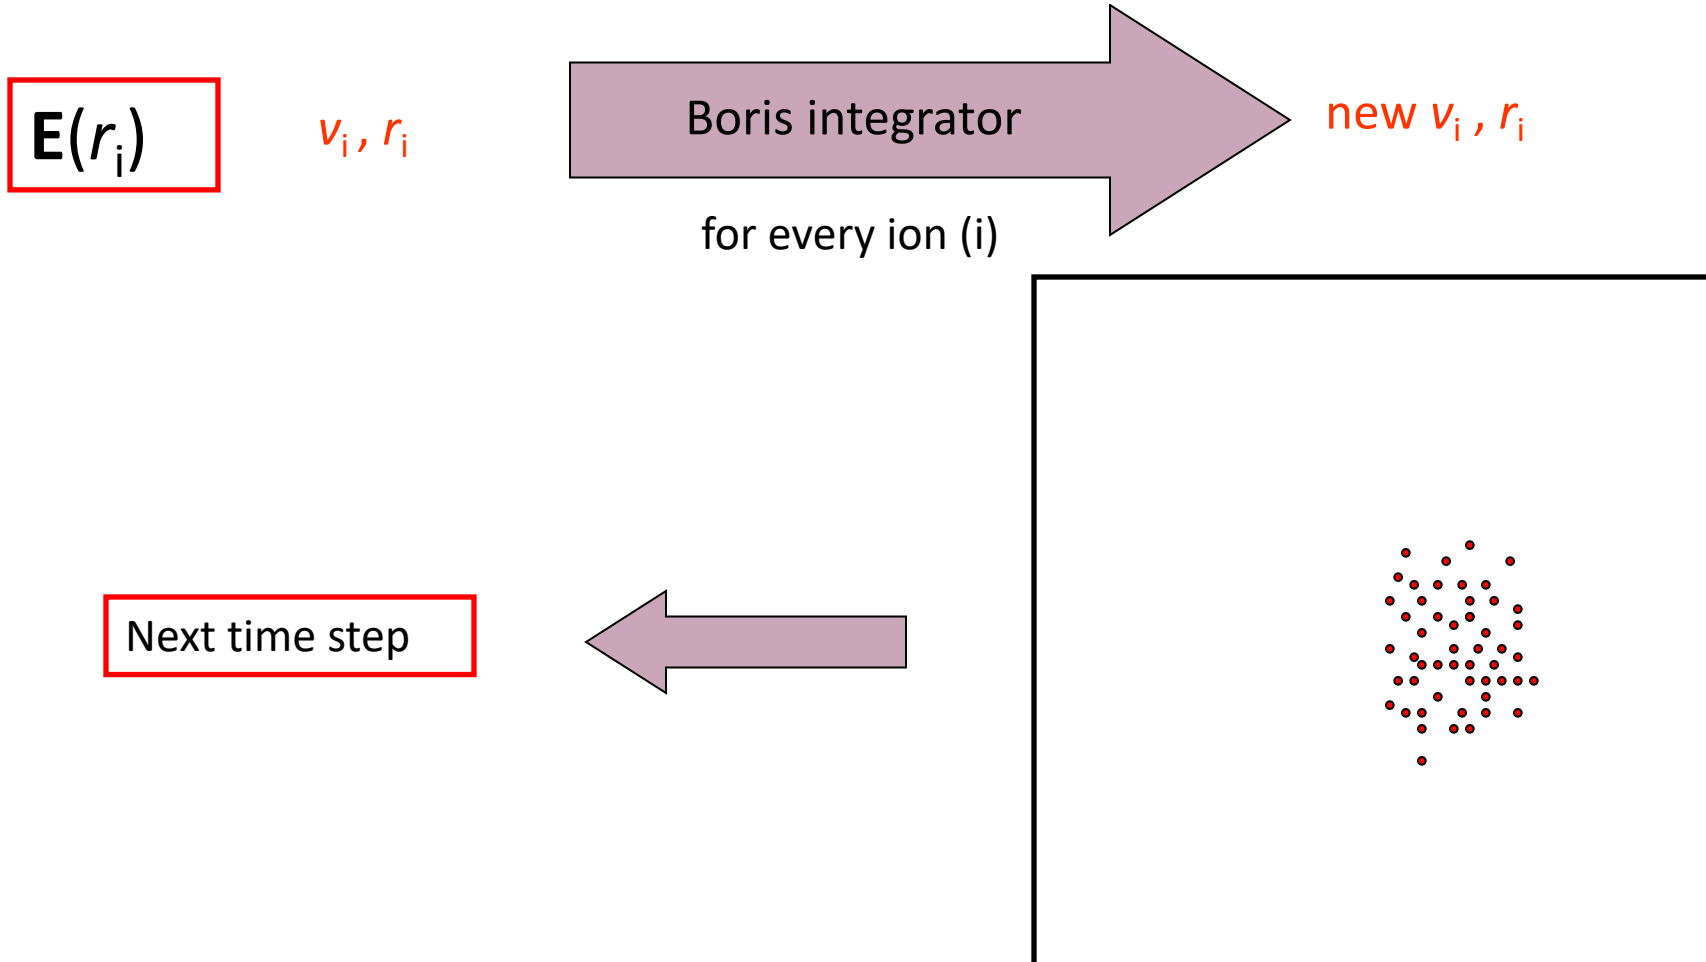 E(rᵢ)
vᵢ , rᵢ
Boris integrator
new vᵢ , rᵢ
for every ion (i)
Next time step